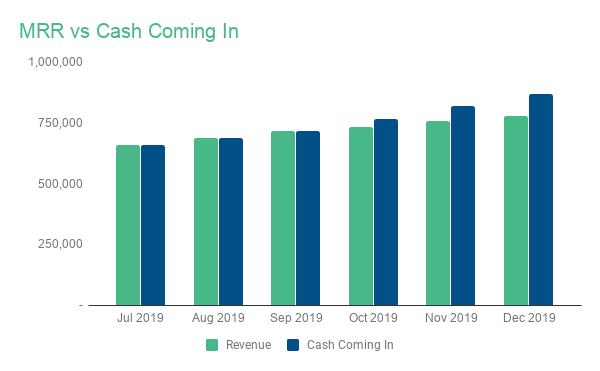 MRR vs Cash Coming In
1,000,000
750,000
500,000
250,000
-
Jul 2019 Aug 2019 Sep 2019 Oct 2019 Nov 2019 Dec 2019
Revenue Cash Coming In